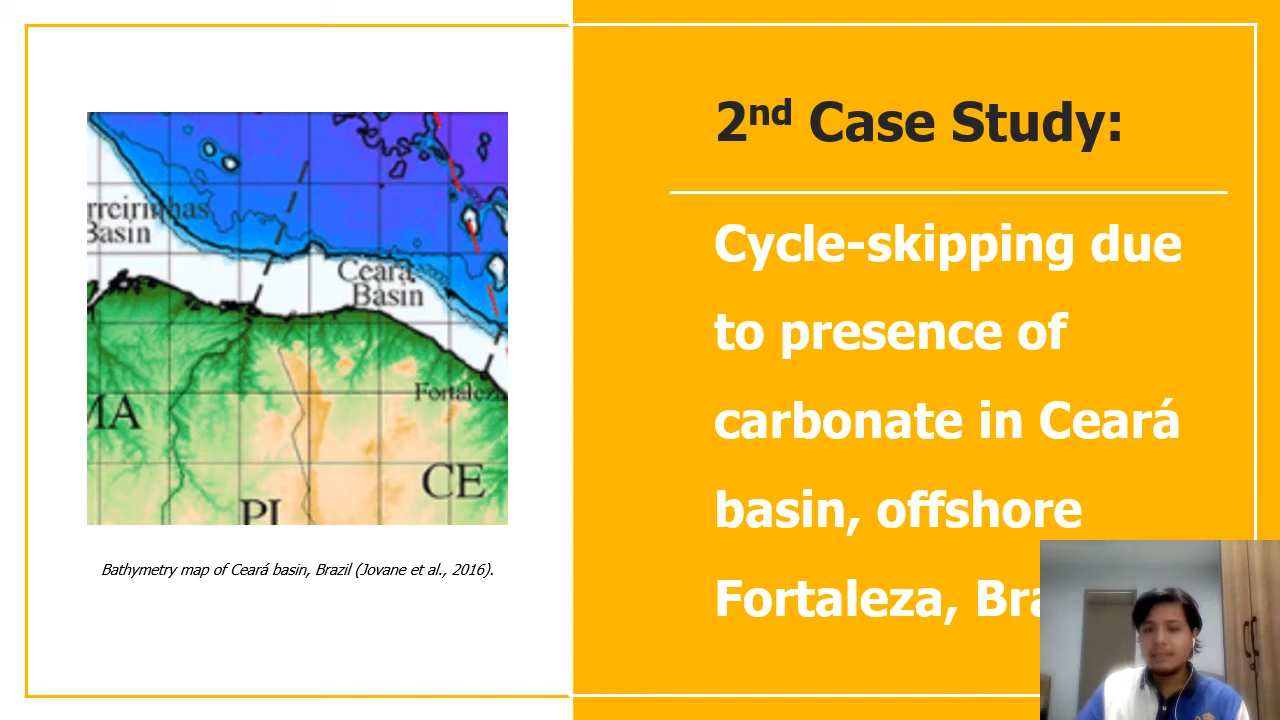 rreirinhas
Basin
Ceará
Basin
Fortaleza
MA
CE
PI
Bathymetry map of Ceará basin, Brazil (Jovane et al., 2016).
2nd Case Study:
Cycle-skipping due
to presence of
carbonate in Ceará
basin, offshore
Fortaleza, Bra